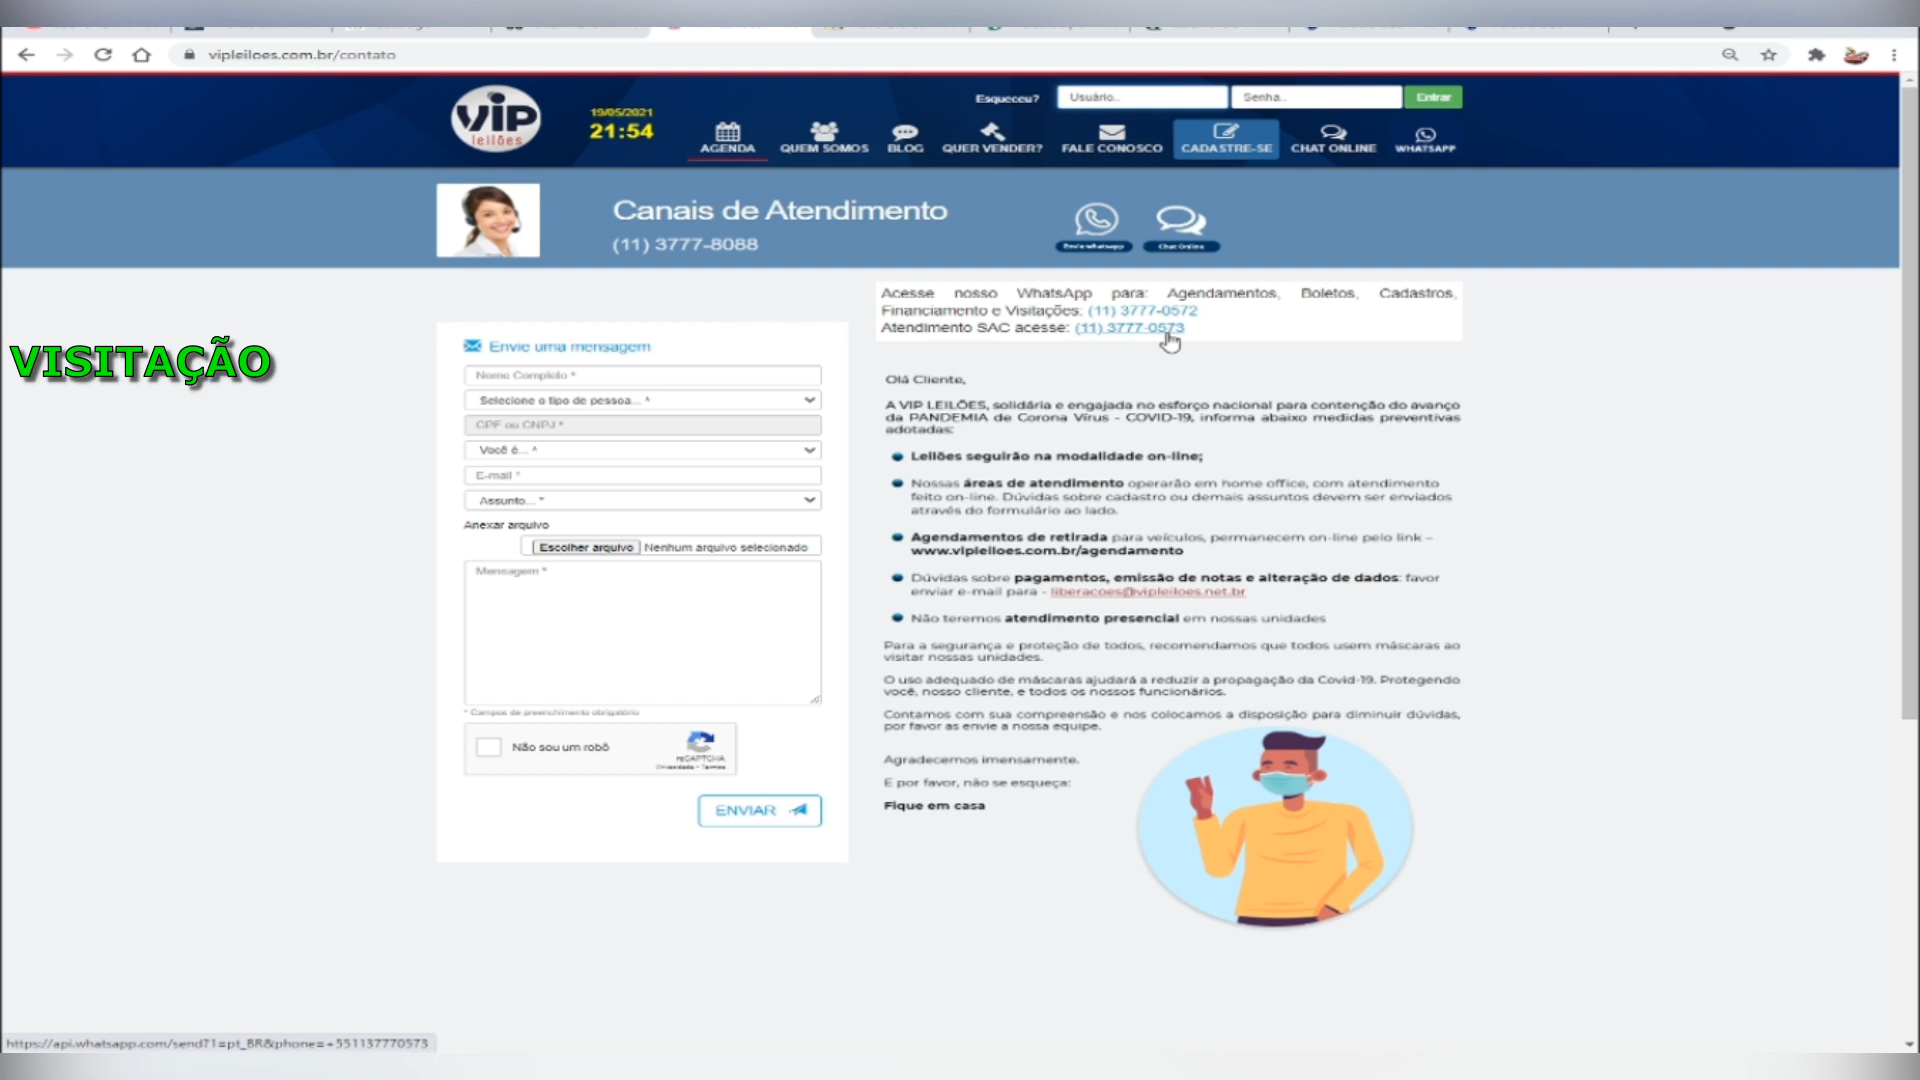 vipleiloes.com.br/contato
VIP
leilões
19/05/2021
21:54
Esqueceu?
Usuário..
Senha..
Entrar
AGENDA
QUEM SOMOS
BLOG
QUER VENDER?
FALE CONOSCO
CADASTRE-SE
CHAT ONLINE
WHATSAPP
Canais de Atendimento
(11) 3777-8088
Envie whatsapp
Chat Online
Acesse nosso WhatsApp para: Agendamentos, Boletos, Cadastros,
Financiamento e Visitações: (11) 3777-0572
Atendimento SAC acesse: (11) 3777-0573
VISITAÇÃO
Envie uma mensagem
Nome Completo *
Selecione o tipo de pessoa... *
CPF ou CNPJ *
Você é... *
E-mail *
Assunto... *
Anexar arquivo
Escolher arquivo Nenhum arquivo selecionado
Mensagem *
* Campos de preenchimento obrigatório
Não sou um robô
reCAPTCHA
Privacidade - Termos
ENVIAR
Olá Cliente,
A VIP LEILÕES, solidária e engajada no esforço nacional para contenção do avanço
da PANDEMIA de Corona Vírus - COVID-19, informa abaixo medidas preventivas
adotadas:
Leilões seguirão na modalidade on-line;
Nossas áreas de atendimento operarão em home office, com atendimento
feito on-line. Dúvidas sobre cadastro ou demais assuntos devem ser enviados
através do formulário ao lado.
Agendamentos de retirada para veículos, permanecem on-line pelo link –
www.vipleiloes.com.br/agendamento
Dúvidas sobre pagamentos, emissão de notas e alteração de dados: favor
enviar e-mail para - liberacoes@vipleiloes.net.br
Não teremos atendimento presencial em nossas unidades
Para a segurança e proteção de todos, recomendamos que todos usem máscaras ao
visitar nossas unidades.
O uso adequado de máscaras ajudará a reduzir a propagação da Covid-19. Protegendo
você, nosso cliente, e todos os nossos funcionários.
Contamos com sua compreensão e nos colocamos a disposição para diminuir dúvidas,
por favor as envie a nossa equipe.
Agradecemos imensamente.
E por favor, não se esqueça:
Fique em casa
https://api.whatsapp.com/send?1=pt_BR&phone=+551137770573